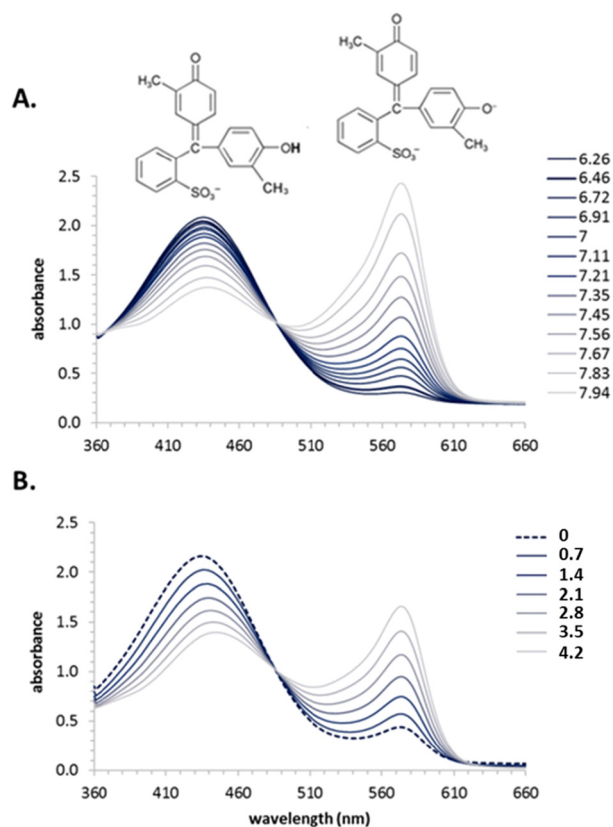 A.
O
H₃C
C
OH
SO₃⁻
CH₃
O
H₃C
C
O⁻
SO₃⁻
CH₃
absorbance
2.5
2.0
1.5
1.0
0.5
0.0
360 410 460 510 560 610 660
6.26
6.46
6.72
6.91
7
7.11
7.21
7.35
7.45
7.56
7.67
7.83
7.94
B.
absorbance
2.5
2.0
1.5
1.0
0.5
0.0
360 410 460 510 560 610 660
wavelength (nm)
0
0.7
1.4
2.1
2.8
3.5
4.2